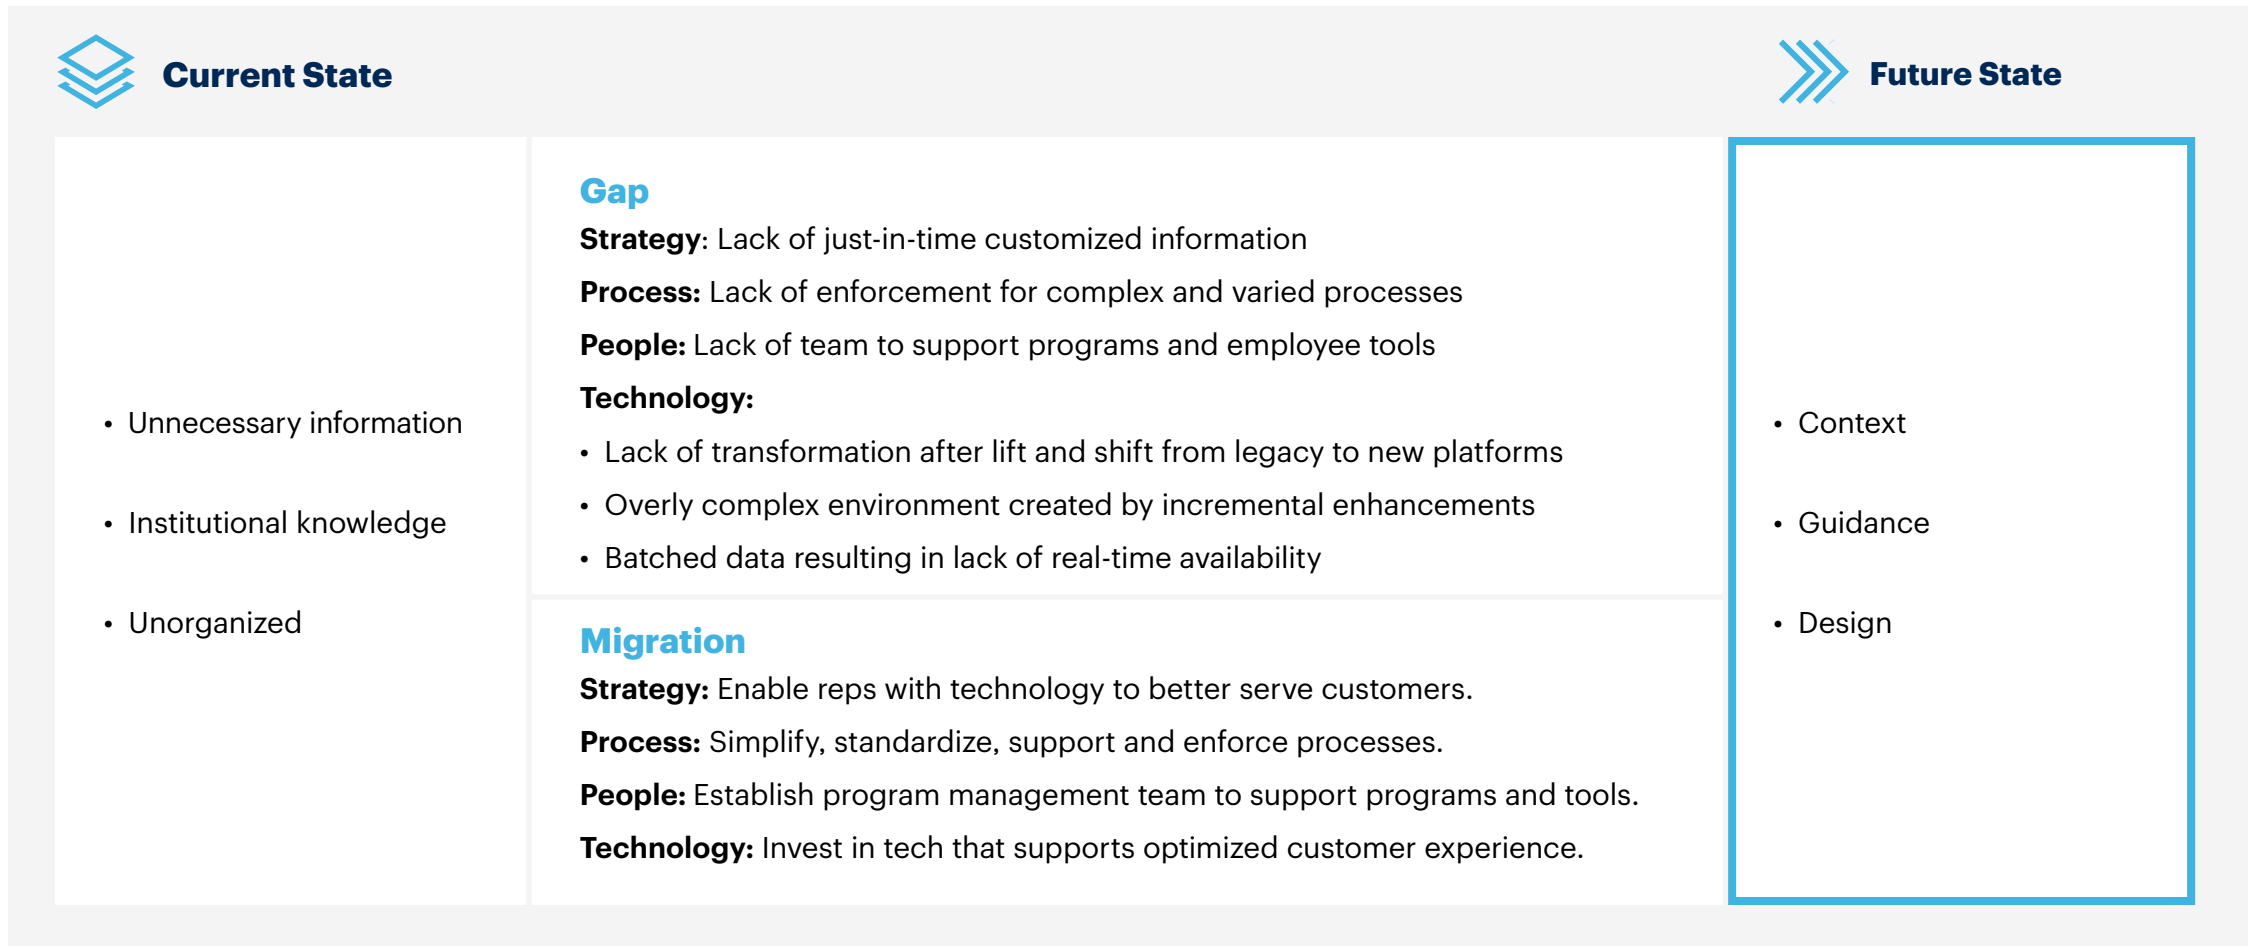 Current State
Future State
• Unnecessary information
• Institutional knowledge
• Unorganized
Gap
Strategy: Lack of just-in-time customized information
Process: Lack of enforcement for complex and varied processes
People: Lack of team to support programs and employee tools
Technology:
• Lack of transformation after lift and shift from legacy to new platforms
• Overly complex environment created by incremental enhancements
• Batched data resulting in lack of real-time availability
Migration
Strategy: Enable reps with technology to better serve customers.
Process: Simplify, standardize, support and enforce processes.
People: Establish program management team to support programs and tools.
Technology: Invest in tech that supports optimized customer experience.
• Context
• Guidance
• Design